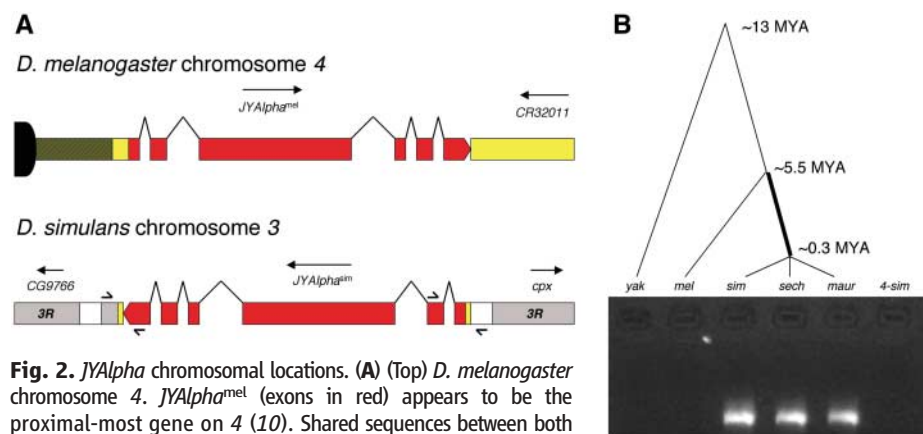 A
D. melanogaster chromosome 4
JYAlpha^mel
CR32011
D. simulans chromosome 3
CG9766
JYAlpha^sim
cpx
3R
3R
Fig. 2. JYAlpha chromosomal locations. (A) (Top) D. melanogaster
chromosome 4. JYAlpha^mel (exons in red) appears to be the
proximal-most gene on 4 (10). Shared sequences between both
B
~13 MYA
~5.5 MYA
~0.3 MYA
yak mel sim sech maur 4-sim